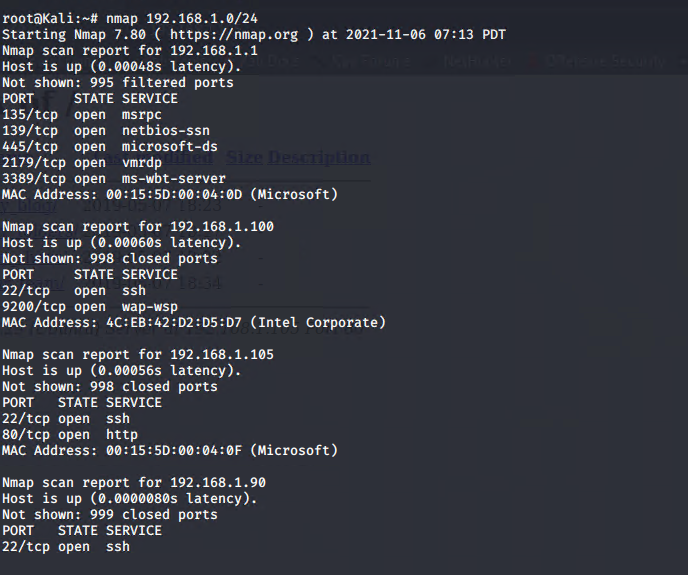 root@Kali:~# nmap 192.168.1.0/24
Starting Nmap 7.80 ( https://nmap.org ) at 2021-11-06 07:13 PDT
Nmap scan report for 192.168.1.1
Host is up (0.00048s latency).
Not shown: 995 filtered ports
PORT     STATE SERVICE
135/tcp  open  msrpc
139/tcp  open  netbios-ssn
445/tcp  open  microsoft-ds
2179/tcp open  vmrdp
3389/tcp open  ms-wbt-server
MAC Address: 00:15:5D:00:04:0D (Microsoft)
Nmap scan report for 192.168.1.100
Host is up (0.00060s latency).
Not shown: 998 closed ports
PORT     STATE SERVICE
22/tcp   open  ssh
9200/tcp open  wap-wsp
MAC Address: 4C:EB:42:D2:D5:D7 (Intel Corporate)
Nmap scan report for 192.168.1.105
Host is up (0.00056s latency).
Not shown: 998 closed ports
PORT   STATE SERVICE
22/tcp open  ssh
80/tcp open  http
MAC Address: 00:15:5D:00:04:0F (Microsoft)
Nmap scan report for 192.168.1.90
Host is up (0.0000080s latency).
Not shown: 999 closed ports
PORT   STATE SERVICE
22/tcp open  ssh
Size Description